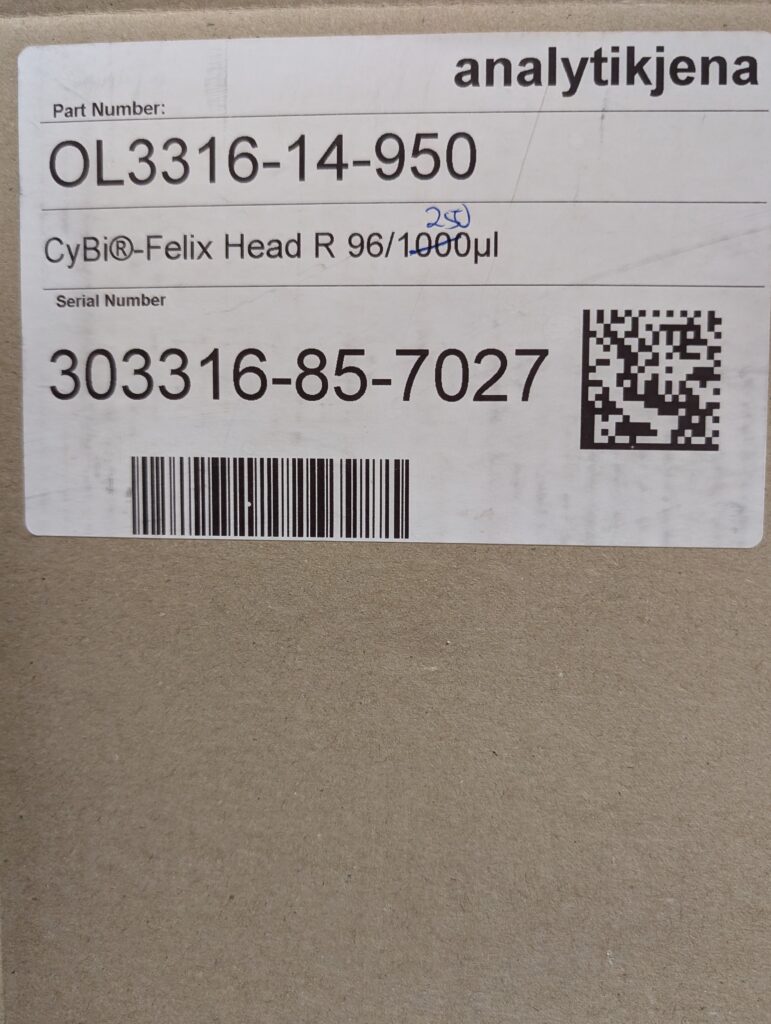 analytikjena
Part Number:
OL3316-14-950
250
CyBi®-Felix Head R 96/1000µl
Serial Number
303316-85-7027